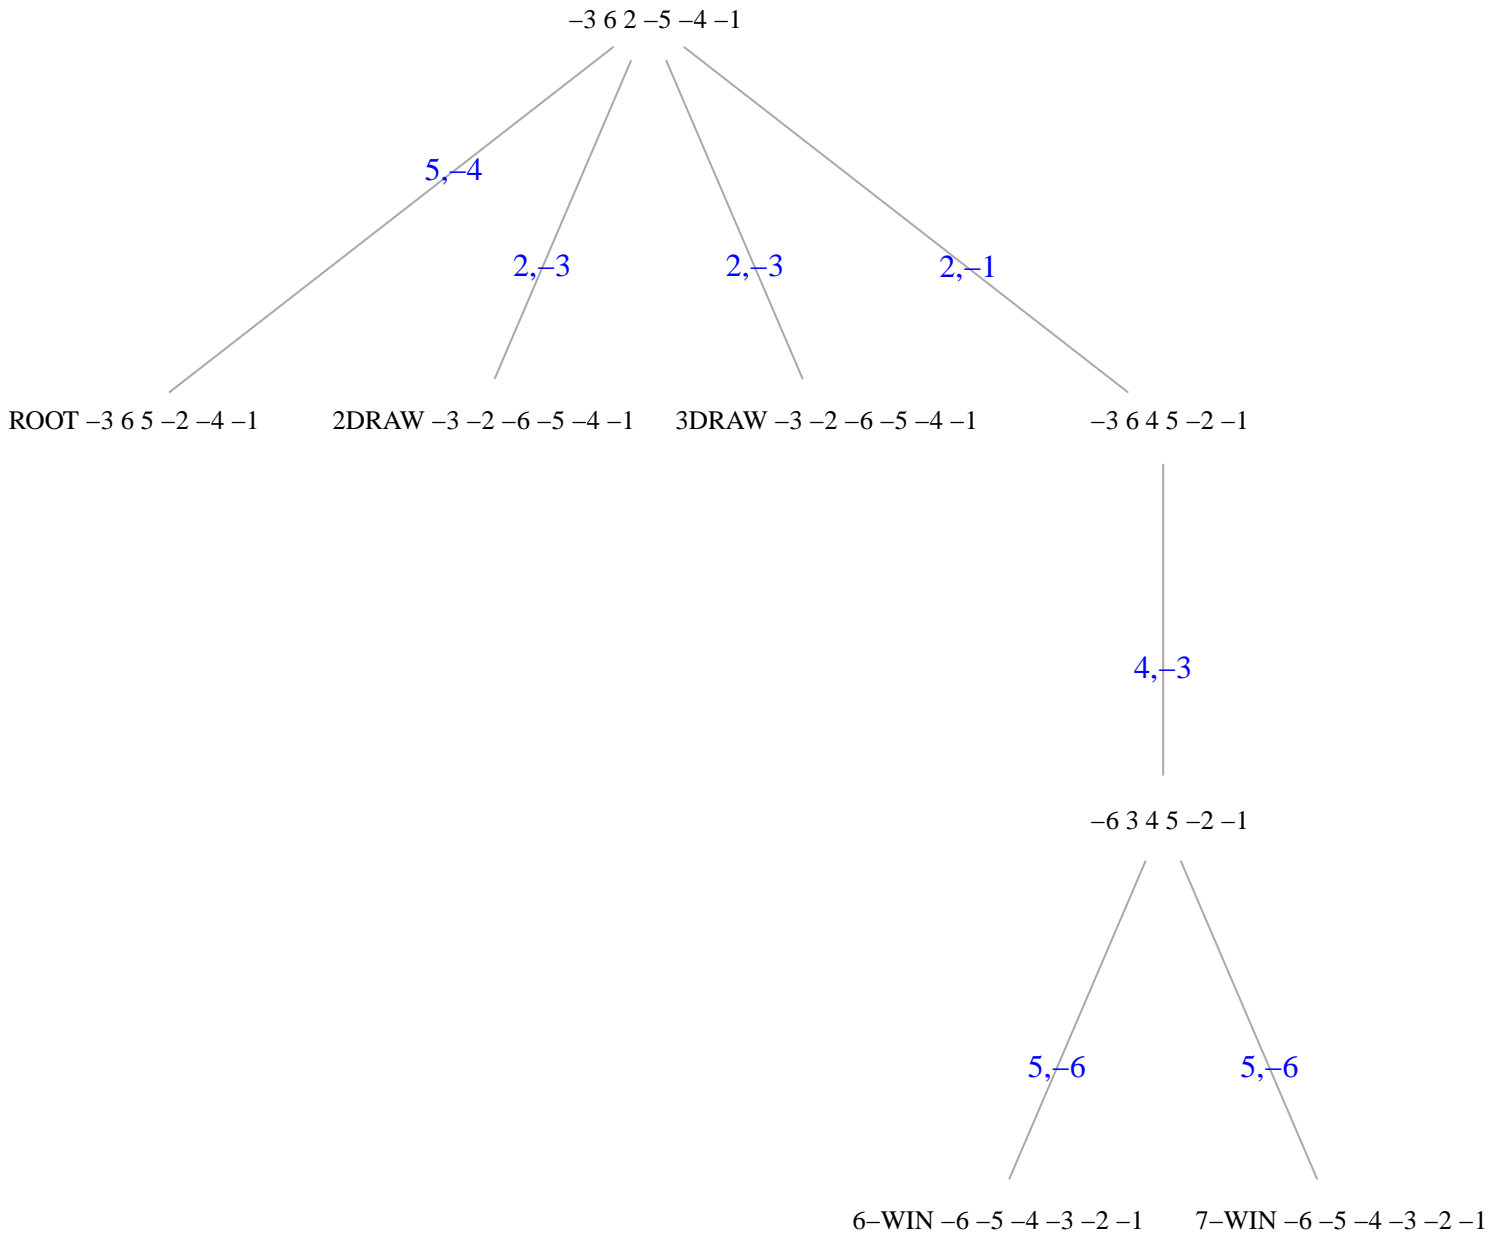 –3 6 2 –5 –4 –1
5,–4
2,–3
2,–3
2,–1
ROOT –3 6 5 –2 –4 –1
2DRAW –3 –2 –6 –5 –4 –1
3DRAW –3 –2 –6 –5 –4 –1
–3 6 4 5 –2 –1
4,–3
–6 3 4 5 –2 –1
5,–6
5,–6
6–WIN –6 –5 –4 –3 –2 –1
7–WIN –6 –5 –4 –3 –2 –1